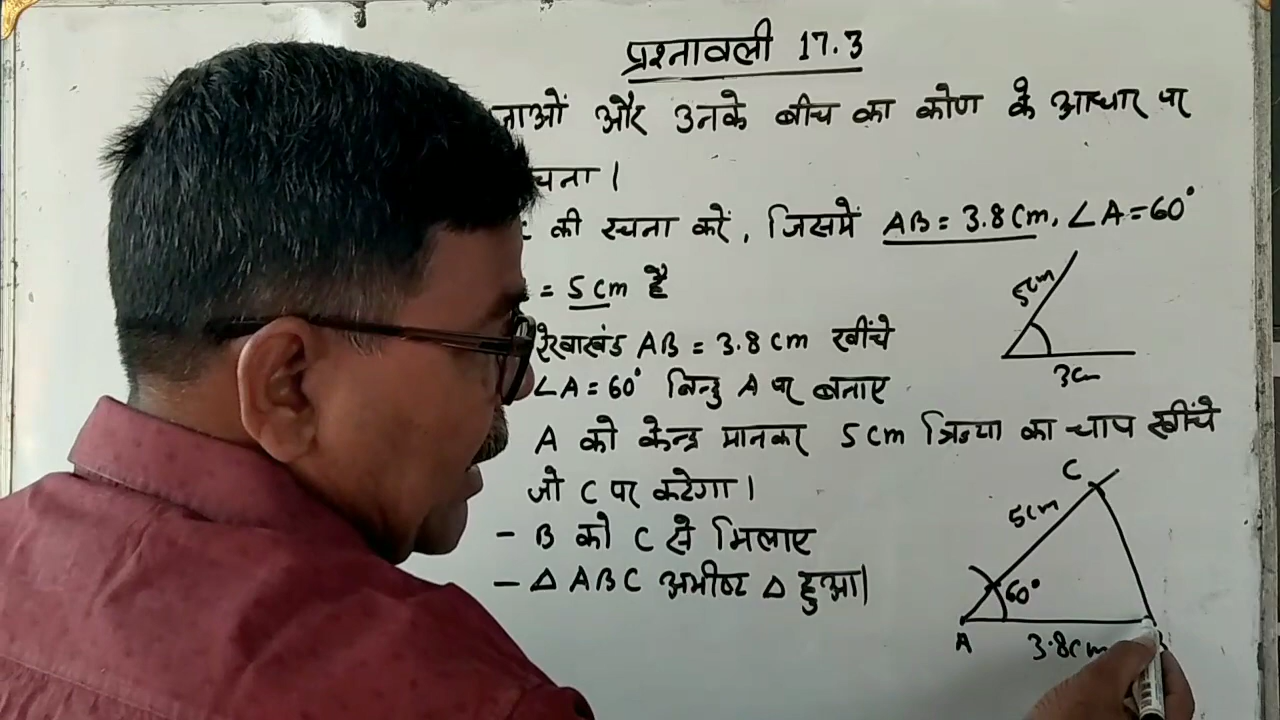 प्रश्नावली 17.3
और उनके बीच का कोण के आधार पर
चना ।
की रचना करें, जिसमें AB = 3.8 cm, ∠A = 60°
= 5 cm है
रेखाखंड AB = 3.8 cm खींचे
∠A = 60° बिन्दु A पर बनाए
A को केन्द्र मानकर 5 cm त्रिज्या का चाप खींचे
जो C पर कटेगा ।
- B को C से मिलाए
- Δ ABC अभीष्ट Δ हुआ।
5cm
3cm
C
5cm
60°
A
3.8cm